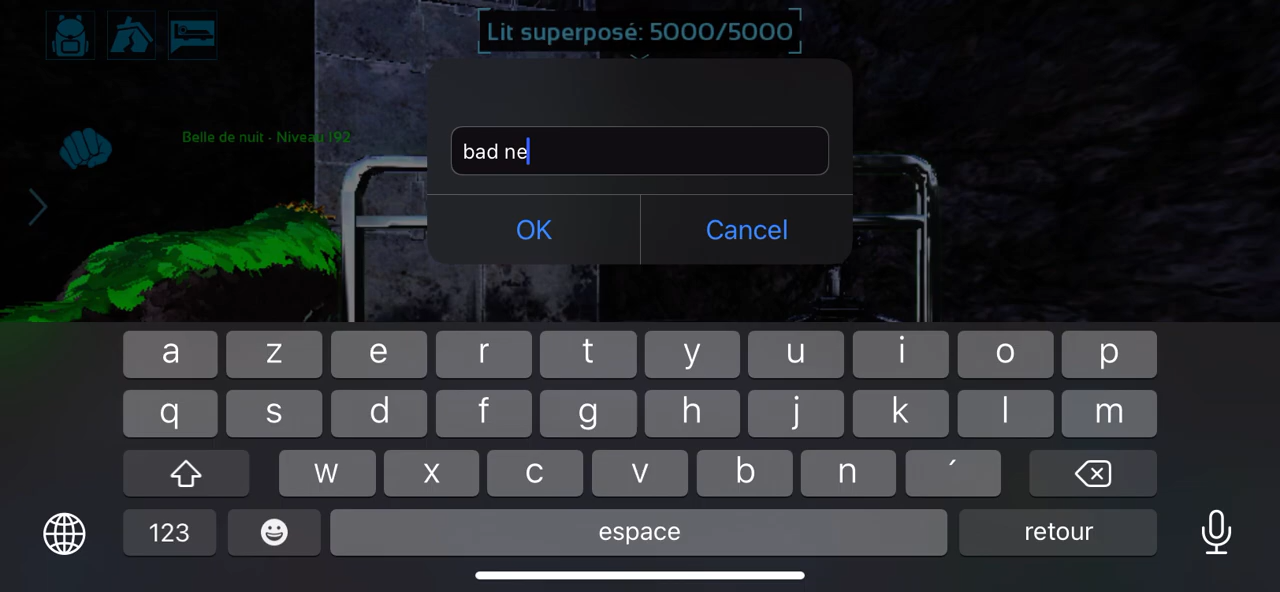 Lit superposé: 5000/5000
Belle de nuit - Niveau 192
bad ne
OK Cancel
a z e r t y u i o p
q s d f g h j k l m
w x c v b n ´
123 espace retour